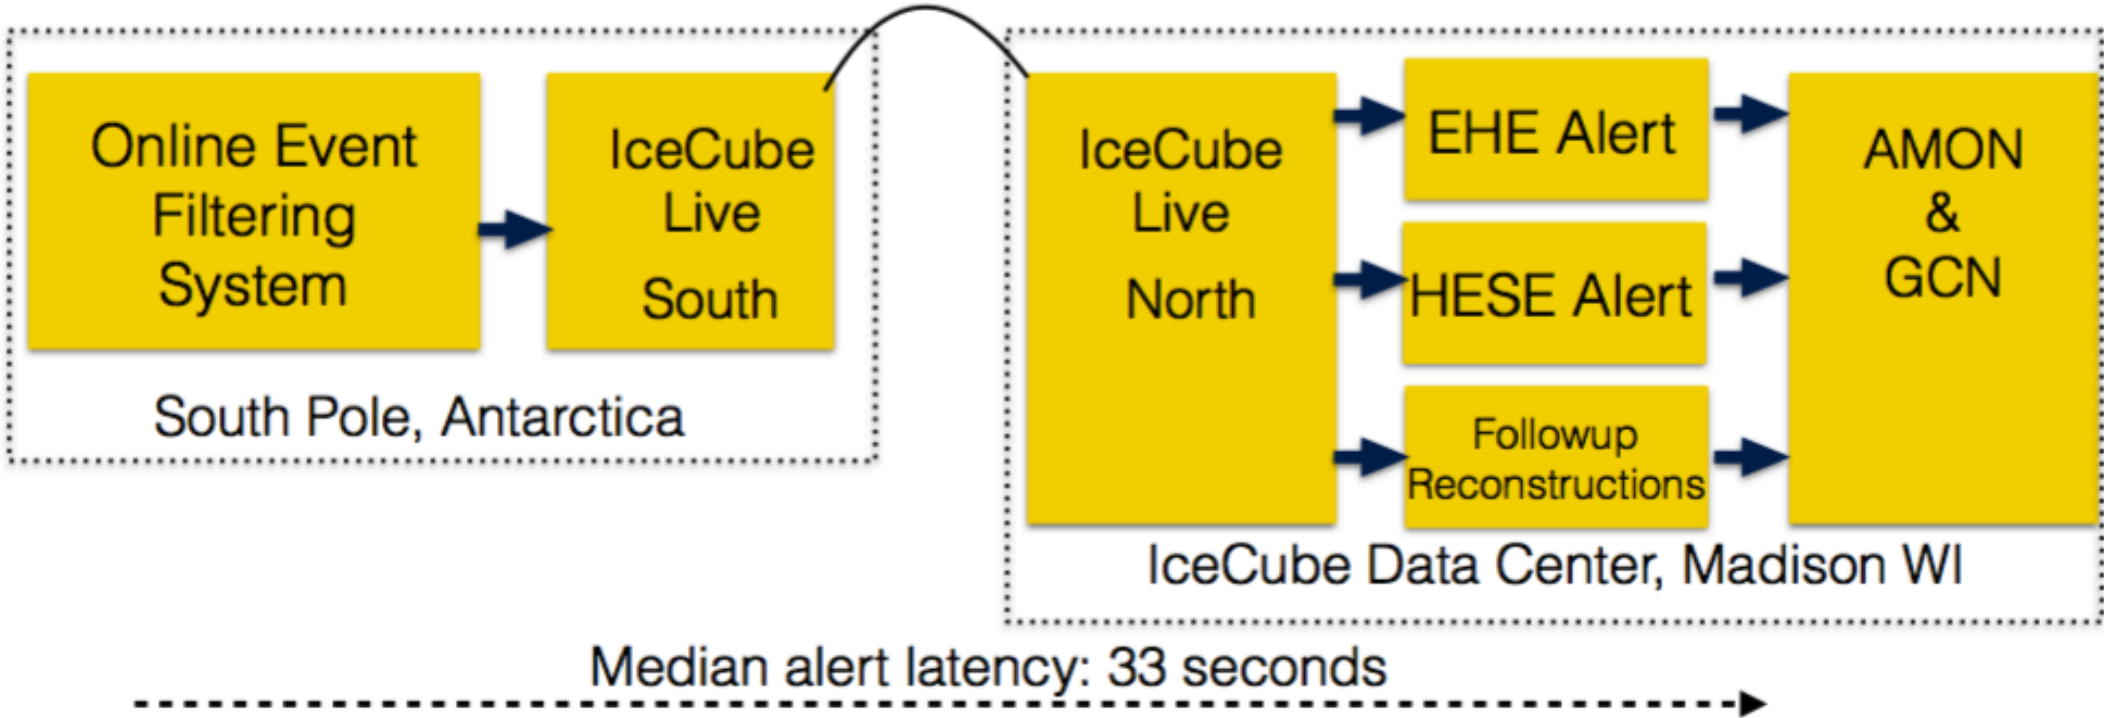 Online Event
Filtering
System
IceCube
Live
South
South Pole, Antarctica
IceCube
Live
North
EHE Alert
HESE Alert
Followup
Reconstructions
AMON
&
GCN
IceCube Data Center, Madison WI
Median alert latency: 33 seconds